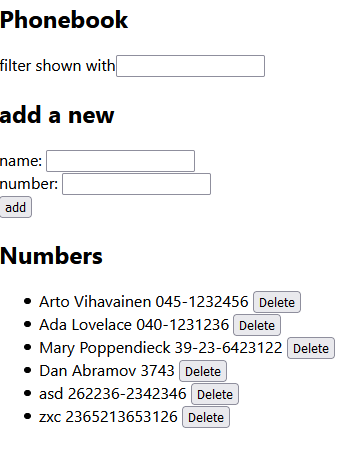 Phonebook
filter shown with
add a new
name:
number:
add
Numbers
Arto Vihavainen 045-1232456 Delete
Ada Lovelace 040-1231236 Delete
Mary Poppendieck 39-23-6423122 Delete
Dan Abramov 3743 Delete
asd 262236-2342346 Delete
zxc 2365213653126 Delete